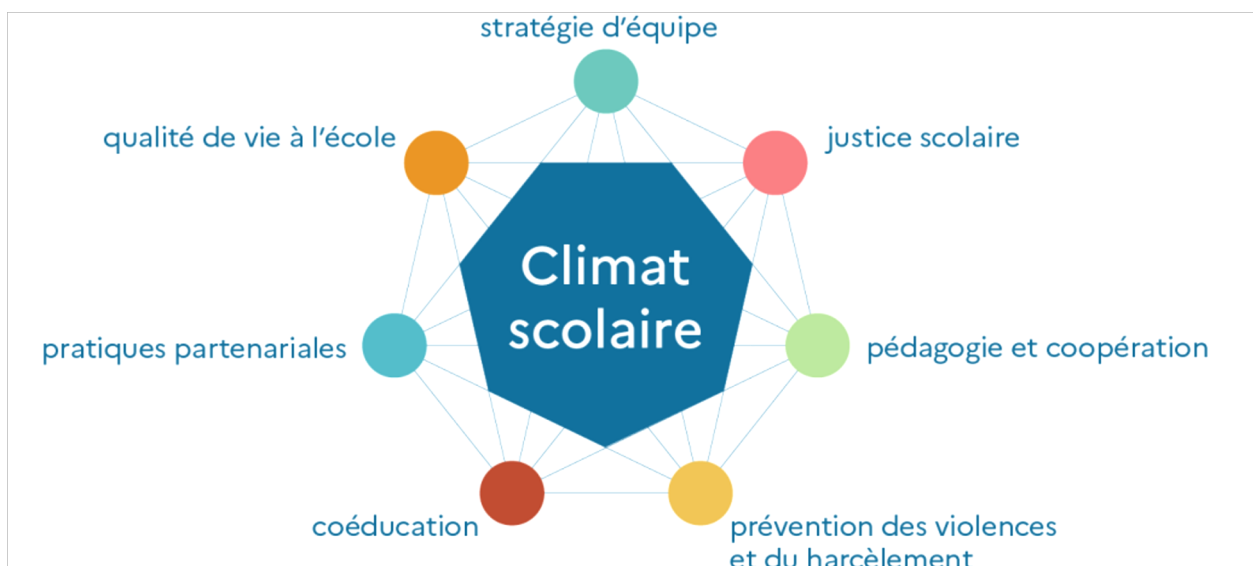 stratégie d'équipe
qualité de vie à l'école
justice scolaire
Climat
scolaire
pratiques partenariales
pédagogie et coopération
coéducation
prévention des violences
et du harcèlement